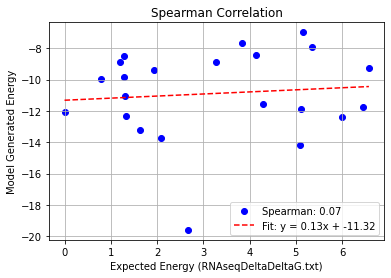 Spearman Correlation
Model Generated Energy
−8
−10
−12
−14
−16
−18
−20
Spearman: 0.07
Fit: y = 0.13x + -11.32
0 1 2 3 4 5 6
Expected Energy (RNAseqDeltaDeltaG.txt)